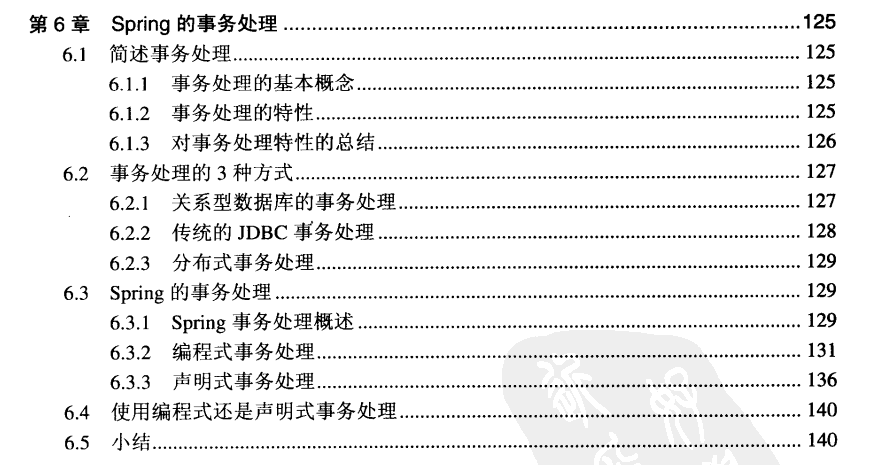 第 6 章 Spring 的事务处理 ........ 125
6.1 简述事务处理 ........ 125
6.1.1 事务处理的基本概念 ........ 125
6.1.2 事务处理的特性 ........ 125
6.1.3 对事务处理特性的总结 ........ 126
6.2 事务处理的 3 种方式 ........ 127
6.2.1 关系型数据库的事务处理 ........ 127
6.2.2 传统的 JDBC 事务处理 ........ 128
6.2.3 分布式事务处理 ........ 129
6.3 Spring 的事务处理 ........ 129
6.3.1 Spring 事务处理概述 ........ 129
6.3.2 编程式事务处理 ........ 131
6.3.3 声明式事务处理 ........ 136
6.4 使用编程式还是声明式事务处理 ........ 140
6.5 小结 ........ 140